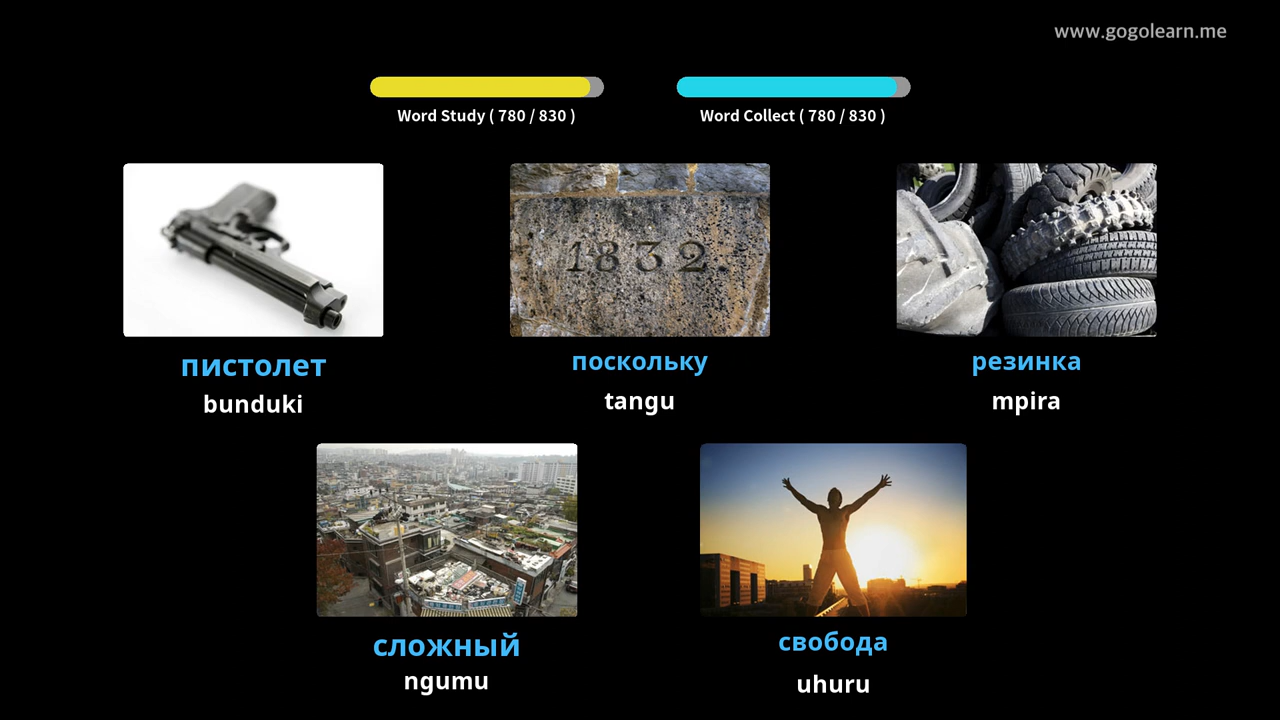 www.gogolearn.me
Word Study ( 780 / 830 )
Word Collect ( 780 / 830 )
1832.
пистолет
bunduki
поскольку
tangu
резинка
mpira
сложный
ngumu
свобода
uhuru